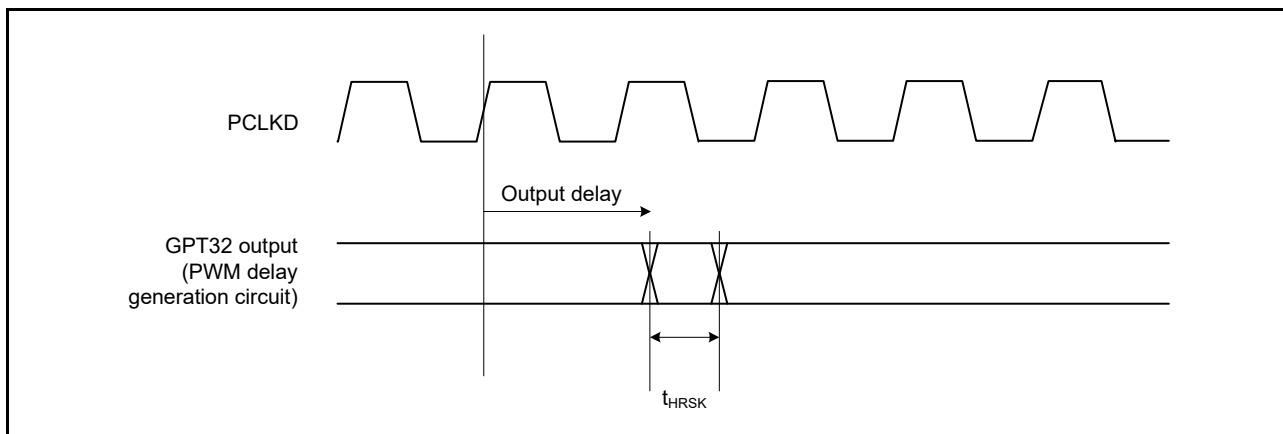 PCLKD
Output delay
GPT32 output
(PWM delay
generation circuit)
tHRSK